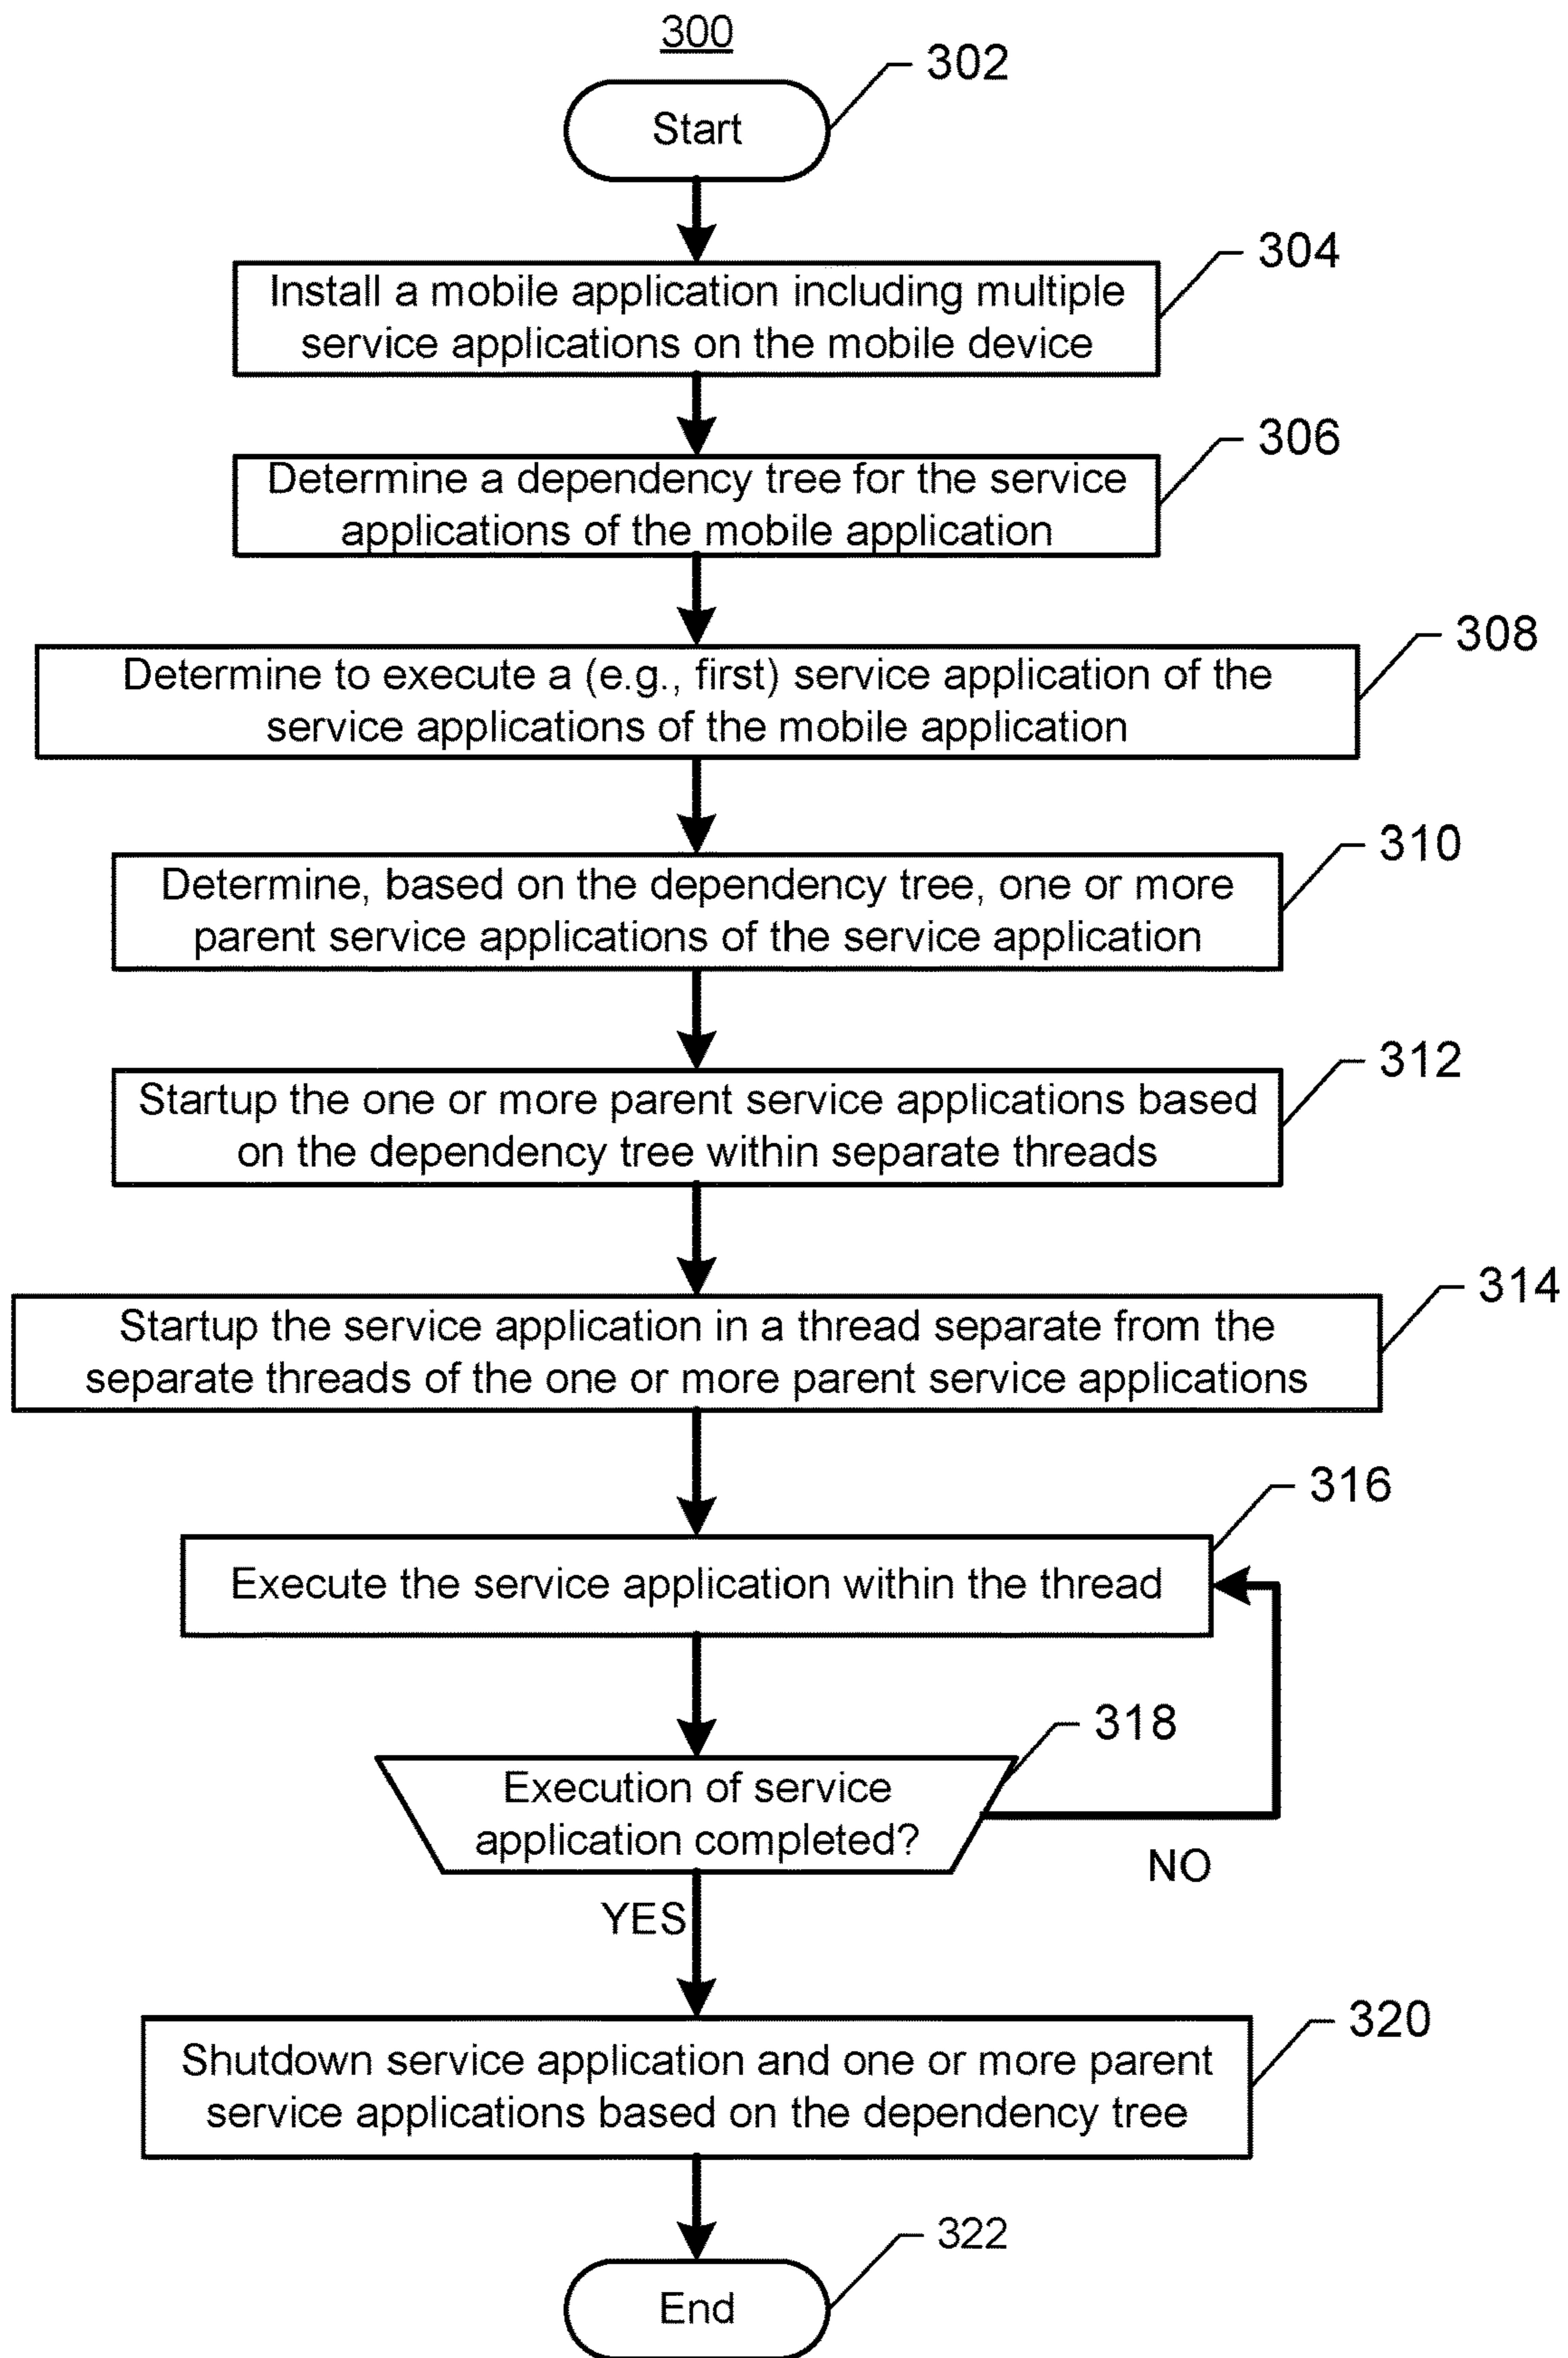 300
302
Start
304
Install a mobile application including multiple
service applications on the mobile device
306
Determine a dependency tree for the service
applications of the mobile application
308
Determine to execute a (e.g., first) service application of the
service applications of the mobile application
310
Determine, based on the dependency tree, one or more
parent service applications of the service application
312
Startup the one or more parent service applications based
on the dependency tree within separate threads
314
Startup the service application in a thread separate from the
separate threads of the one or more parent service applications
316
Execute the service application within the thread
318
Execution of service
application completed?
NO
YES
320
Shutdown service application and one or more parent
service applications based on the dependency tree
322
End